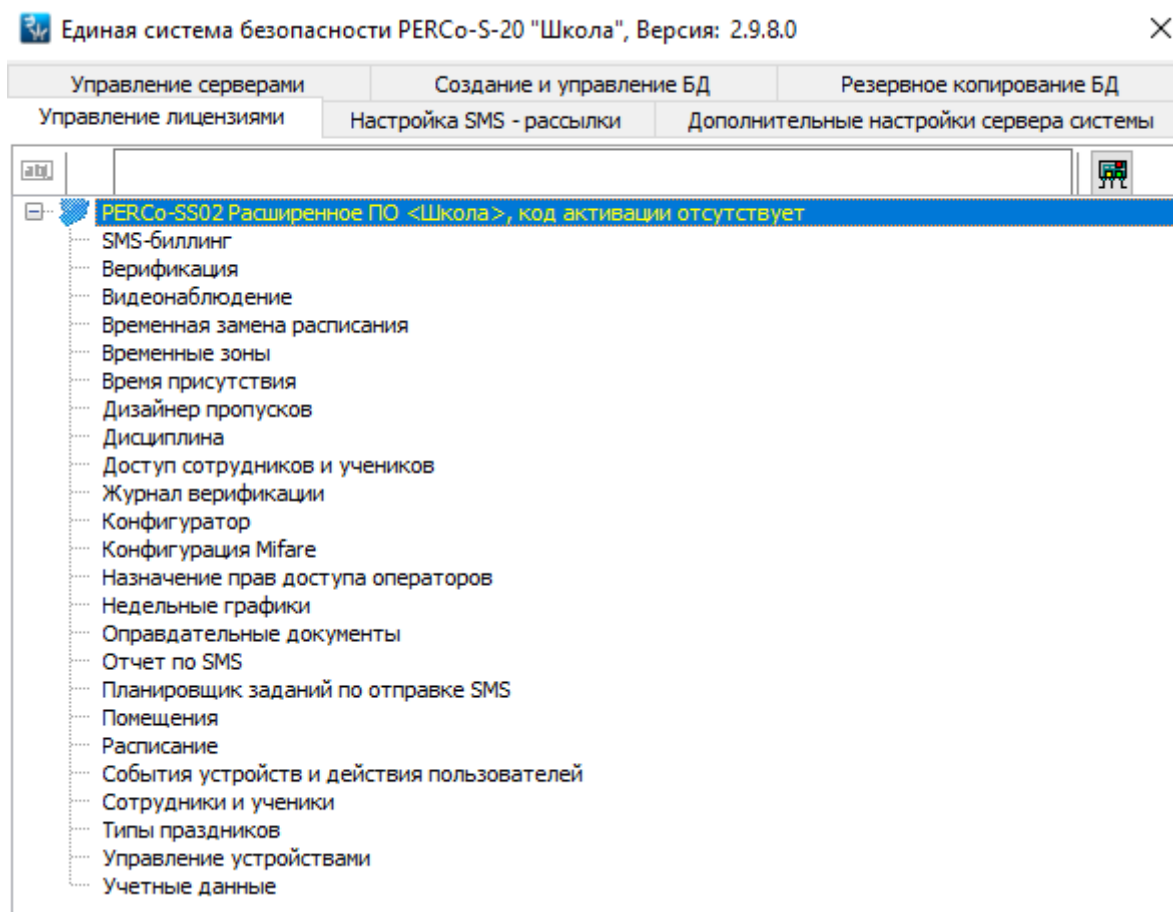 Единая система безопасности PERCo-S-20 "Школа", Версия: 2.9.8.0
Управление серверами Создание и управление БД Резервное копирование БД
Управление лицензиями Настройка SMS - рассылки Дополнительные настройки сервера системы
ab
PERCo-SS02 Расширенное ПО <Школа>, код активации отсутствует
SMS-биллинг
Верификация
Видеонаблюдение
Временная замена расписания
Временные зоны
Время присутствия
Дизайнер пропусков
Дисциплина
Доступ сотрудников и учеников
Журнал верификации
Конфигуратор
Конфигурация Mifare
Назначение прав доступа операторов
Недельные графики
Оправдательные документы
Отчет по SMS
Планировщик заданий по отправке SMS
Помещения
Расписание
События устройств и действия пользователей
Сотрудники и ученики
Типы праздников
Управление устройствами
Учетные данные